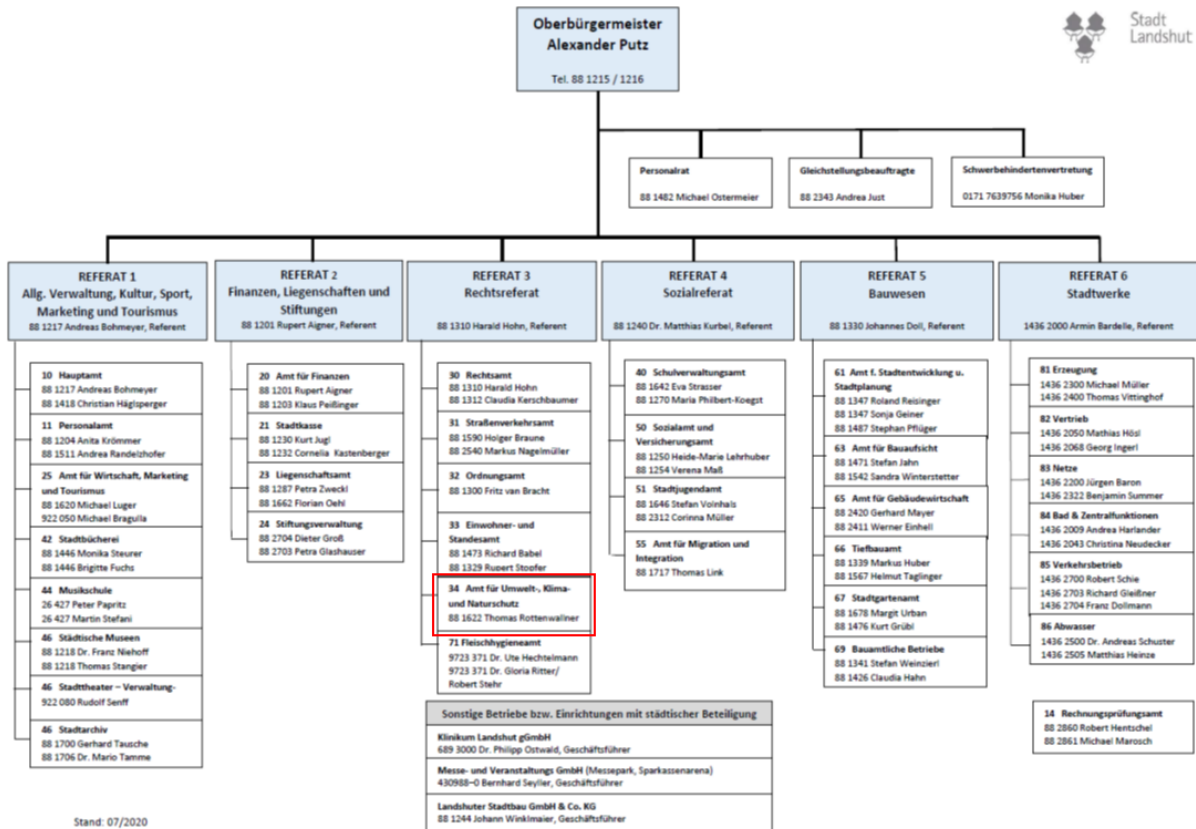 Oberbürgermeister
Alexander Putz
Tel. 88 1215 / 1216
Stadt
Landshut
Personalrat
88 1482 Michael Ostermeier
Gleichstellungsbeauftragte
88 2343 Andrea Just
Schwerbehindertenvertretung
0171 7639756 Monika Huber
REFERAT 1
Allg. Verwaltung, Kultur, Sport,
Marketing und Tourismus
88 1217 Andreas Bohmeyer, Referent
10 Hauptamt
88 1217 Andreas Bohmeyer
88 1418 Christian Häglsperger
11 Personalamt
88 1204 Anita Krömmer
88 1511 Andrea Randelzhofer
25 Amt für Wirtschaft, Marketing
und Tourismus
88 1620 Michael Luger
922 050 Michael Bragulla
42 Stadtbücherei
88 1446 Monika Steurer
88 1446 Brigitte Fuchs
44 Musikschule
26 427 Peter Papritz
26 427 Martin Stefani
46 Städtische Museen
88 1218 Dr. Franz Niehoff
88 1218 Thomas Stangier
46 Stadttheater – Verwaltung-
922 080 Rudolf Senff
46 Stadtarchiv
88 1700 Gerhard Tausche
88 1706 Dr. Mario Tamme
REFERAT 2
Finanzen, Liegenschaften und
Stiftungen
88 1201 Rupert Aigner, Referent
20 Amt für Finanzen
88 1201 Rupert Aigner
88 1203 Klaus Peißinger
21 Stadtkasse
88 1230 Kurt Jugl
88 1232 Cornelia Kastenberger
23 Liegenschaftsamt
88 1287 Petra Zweckl
88 1662 Florian Oehl
24 Stiftungsverwaltung
88 2704 Dieter Groß
88 2703 Petra Glashauser
REFERAT 3
Rechtsreferat
88 1310 Harald Hohn, Referent
30 Rechtsamt
88 1310 Harald Hohn
88 1312 Claudia Kerschbaumer
31 Straßenverkehrsamt
88 1590 Holger Braune
88 2540 Markus Nagelmüller
32 Ordnungsamt
88 1300 Fritz van Bracht
33 Einwohner- und
Standesamt
88 1473 Richard Babel
88 1329 Rupert Stopfer
34 Amt für Umwelt-, Klima-
und Naturschutz
88 1622 Thomas Rottenwallner
71 Fleischhygieneamt
9723 371 Dr. Ute Hechtelmann
9723 371 Dr. Gloria Ritter/
Robert Stehr
REFERAT 4
Sozialreferat
88 1240 Dr. Matthias Kurbel, Referent
40 Schulverwaltungsamt
88 1642 Eva Strasser
88 1270 Maria Philbert-Koegst
50 Sozialamt und
Versicherungsamt
88 1250 Heide-Marie Lehrhuber
88 1254 Verena Maß
51 Stadtjugendamt
88 1646 Stefan Voinhals
88 2312 Corinna Müller
55 Amt für Migration und
Integration
88 1717 Thomas Link
REFERAT 5
Bauwesen
88 1330 Johannes Doll, Referent
61 Amt f. Stadtentwicklung u.
Stadtplanung
88 1347 Roland Reisinger
88 1347 Sonja Geiner
88 1487 Stephan Pflüger
63 Amt für Bauaufsicht
88 1471 Stefan Jahn
88 1542 Sandra Winterstetter
65 Amt für Gebäudewirtschaft
88 2420 Gerhard Mayer
88 2411 Werner Einhell
66 Tiefbauamt
88 1339 Markus Huber
88 1567 Helmut Taglinger
67 Stadtgartenamt
88 1678 Margit Urban
88 1476 Kurt Grübl
69 Bauamtliche Betriebe
88 1341 Stefan Weinzierl
88 1426 Claudia Hahn
REFERAT 6
Stadtwerke
1436 2000 Armin Bardelle, Referent
81 Erzeugung
1436 2300 Michael Müller
1436 2400 Thomas Vittinghof
82 Vertrieb
1436 2050 Mathias Hösl
1436 2068 Georg Ingerl
83 Netze
1436 2200 Jürgen Baron
1436 2322 Benjamin Summer
84 Bad & Zentralfunktionen
1436 2009 Andrea Harlander
1436 2043 Christina Neudecker
85 Verkehrsbetrieb
1436 2700 Robert Schie
1436 2703 Richard Gleißner
1436 2704 Franz Dollmann
86 Abwasser
1436 2500 Dr. Andreas Schuster
1436 2505 Matthias Heinze
14 Rechnungsprüfungsamt
88 2860 Robert Hentschel
88 2861 Michael Marosch
Sonstige Betriebe bzw. Einrichtungen mit städtischer Beteiligung
Klinikum Landshut gGmbH
689 3000 Dr. Philipp Ostwald, Geschäftsführer
Messe- und Veranstaltungs GmbH (Messepark, Sparkassenarena)
430988–0 Bernhard Seyller, Geschäftsführer
Landshuter Stadtbau GmbH & Co. KG
88 1244 Johann Winklmaier, Geschäftsführer
Stand: 07/2020